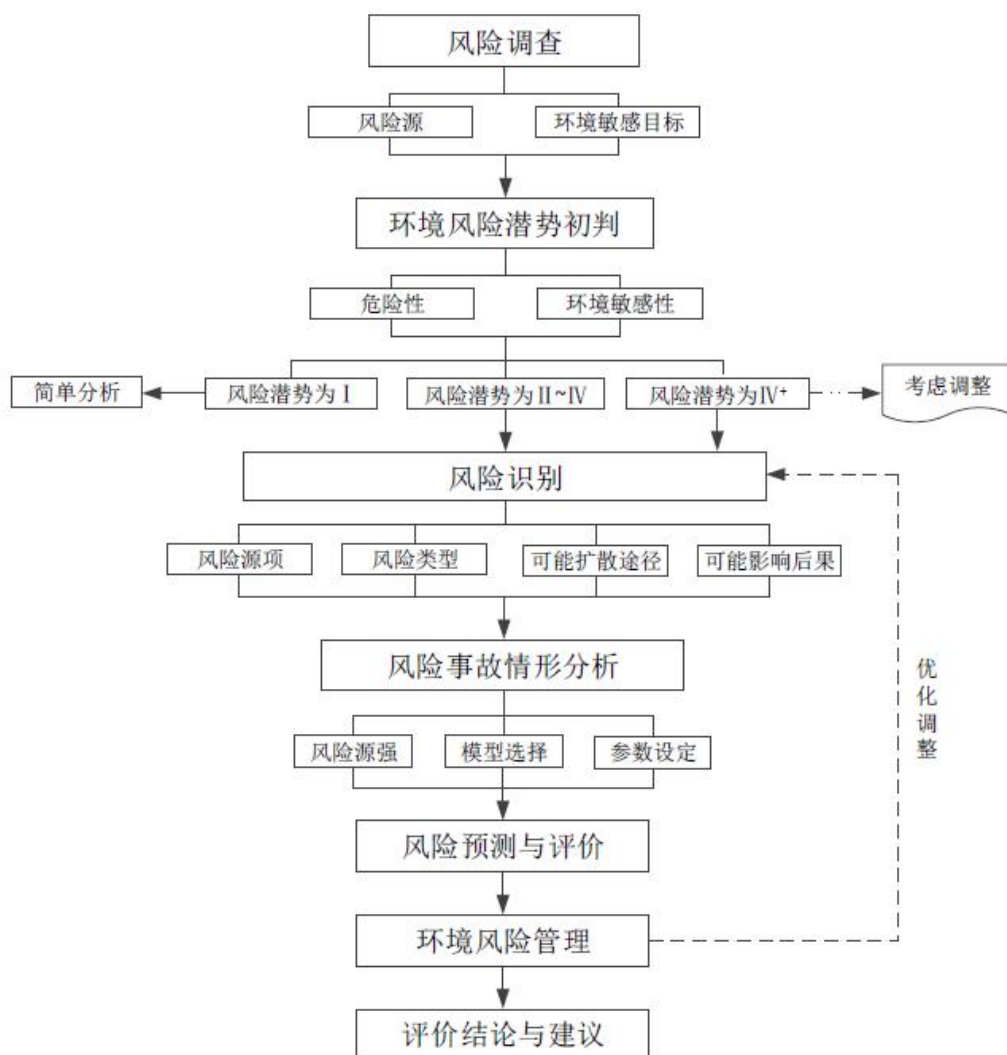 风险调查
风险源
环境敏感目标
环境风险潜势初判
危险性
环境敏感性
简单分析
风险潜势为Ⅰ
风险潜势为Ⅱ~Ⅳ
风险潜势为Ⅳ⁺
考虑调整
风险识别
风险源项
风险类型
可能扩散途径
可能影响后果
风险事故情形分析
优化调整
风险源强
模型选择
参数设定
风险预测与评价
环境风险管理
评价结论与建议